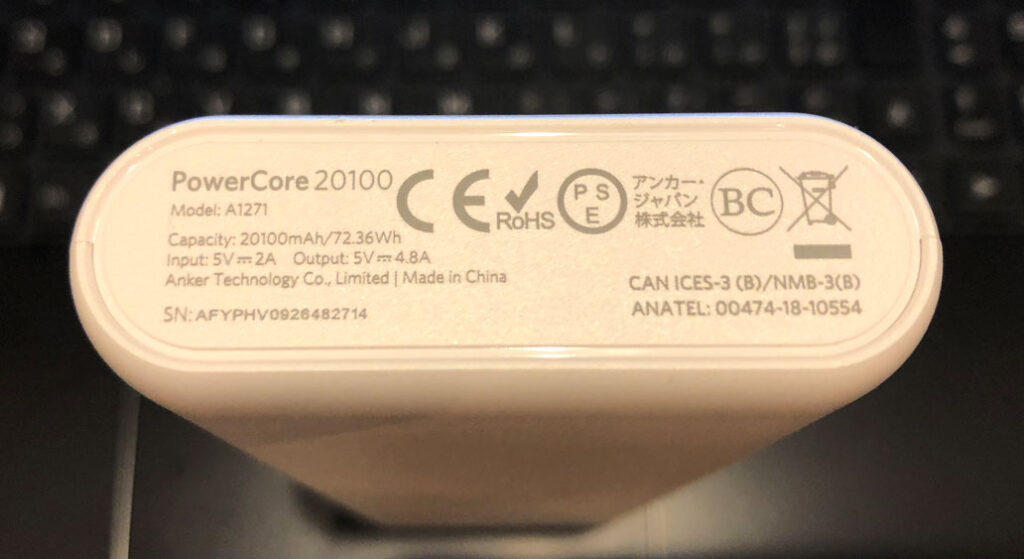 PowerCore 20100
Model: A1271
Capacity: 20100mAh/72.36Wh
Input: 5V⎓2A Output: 5V⎓4.8A
Anker Technology Co., Limited | Made in China
SN: AFYPHV0926482714
CE
RoHS
PSE
アンカー・
ジャパン
株式会社
BC
CAN ICES-3 (B)/NMB-3(B)
ANATEL: 00474-18-10554